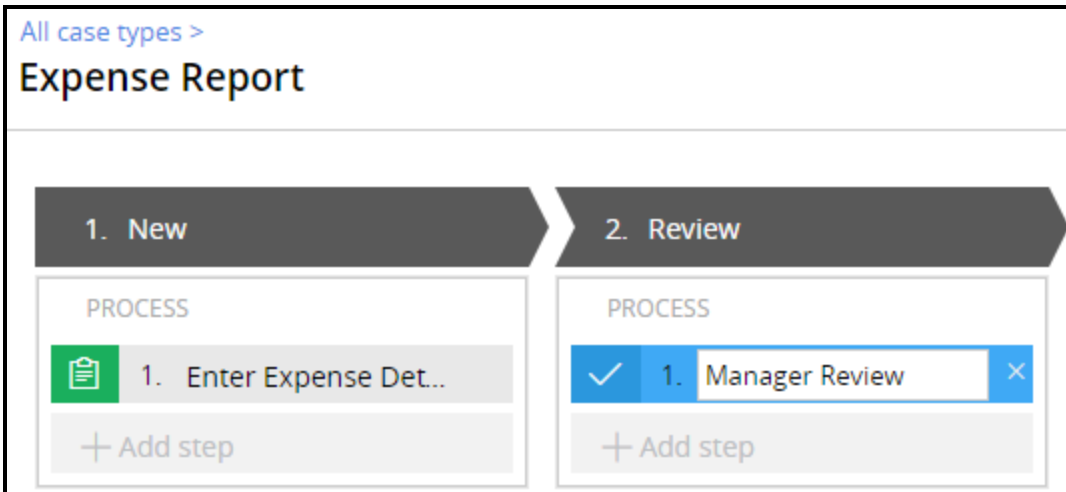 All case types >
Expense Report
1. New
2. Review
PROCESS
PROCESS
1. Enter Expense Det...
1. Manager Review
Add step
Add step